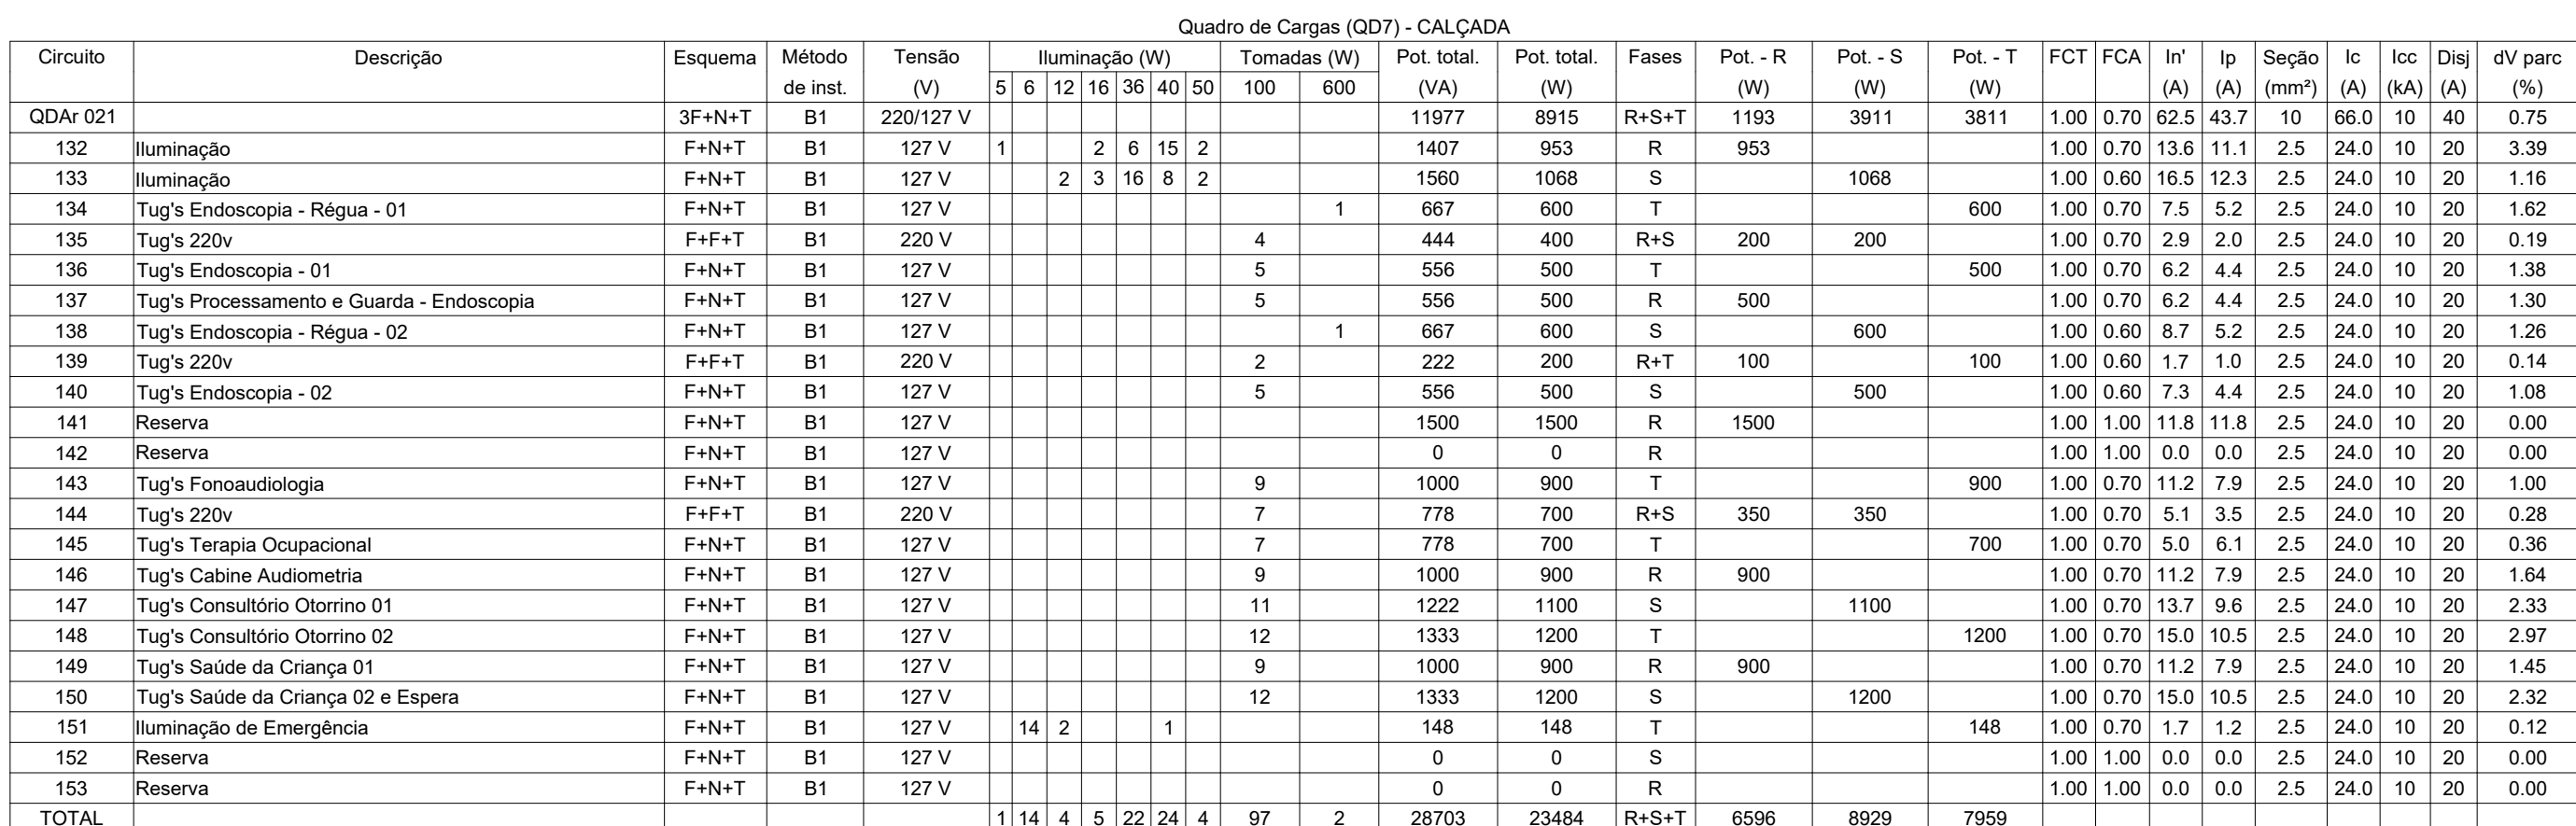 Quadro de Cargas (QD7) - CALÇADA
Circuito Descrição Esquema Método Tensão Iluminação (W) Tomadas (W) Pot. total. Pot. total. Fases Pot. - R Pot. - S Pot. - T FCT FCA In' Ip Seção Ic Icc Disj dV parc
de inst. (V) 5 6 12 16 36 40 50 100 600 (VA) (W) (W) (W) (W) (A) (A) (mm²) (A) (kA) (A) (%)
QDAr 021 3F+N+T B1 220/127 V 11977 8915 R+S+T 1193 3911 3811 1.00 0.70 62.5 43.7 10 66.0 10 40 0.75
132 Iluminação F+N+T B1 127 V 1 2 6 15 2 1407 953 R 953 1.00 0.70 13.6 11.1 2.5 24.0 10 20 3.39
133 Iluminação F+N+T B1 127 V 2 3 16 8 2 1560 1068 S 1068 1.00 0.60 16.5 12.3 2.5 24.0 10 20 1.16
134 Tug's Endoscopia - Régua - 01 F+N+T B1 127 V 1 667 600 T 600 1.00 0.70 7.5 5.2 2.5 24.0 10 20 1.62
135 Tug's 220v F+F+T B1 220 V 4 444 400 R+S 200 200 1.00 0.70 2.9 2.0 2.5 24.0 10 20 0.19
136 Tug's Endoscopia - 01 F+N+T B1 127 V 5 556 500 T 500 1.00 0.70 6.2 4.4 2.5 24.0 10 20 1.38
137 Tug's Processamento e Guarda - Endoscopia F+N+T B1 127 V 5 556 500 R 500 1.00 0.70 6.2 4.4 2.5 24.0 10 20 1.30
138 Tug's Endoscopia - Régua - 02 F+N+T B1 127 V 1 667 600 S 600 1.00 0.60 8.7 5.2 2.5 24.0 10 20 1.26
139 Tug's 220v F+F+T B1 220 V 2 222 200 R+T 100 100 1.00 0.60 1.7 1.0 2.5 24.0 10 20 0.14
140 Tug's Endoscopia - 02 F+N+T B1 127 V 5 556 500 S 500 1.00 0.60 7.3 4.4 2.5 24.0 10 20 1.08
141 Reserva F+N+T B1 127 V 1500 1500 R 1500 1.00 1.00 11.8 11.8 2.5 24.0 10 20 0.00
142 Reserva F+N+T B1 127 V 0 0 R 1.00 1.00 0.0 0.0 2.5 24.0 10 20 0.00
143 Tug's Fonoaudiologia F+N+T B1 127 V 9 1000 900 T 900 1.00 0.70 11.2 7.9 2.5 24.0 10 20 1.00
144 Tug's 220v F+F+T B1 220 V 7 778 700 R+S 350 350 1.00 0.70 5.1 3.5 2.5 24.0 10 20 0.28
145 Tug's Terapia Ocupacional F+N+T B1 127 V 7 778 700 T 700 1.00 0.70 5.0 6.1 2.5 24.0 10 20 0.36
146 Tug's Cabine Audiometria F+N+T B1 127 V 9 1000 900 R 900 1.00 0.70 11.2 7.9 2.5 24.0 10 20 1.64
147 Tug's Consultório Otorrino 01 F+N+T B1 127 V 11 1222 1100 S 1100 1.00 0.70 13.7 9.6 2.5 24.0 10 20 2.33
148 Tug's Consultório Otorrino 02 F+N+T B1 127 V 12 1333 1200 T 1200 1.00 0.70 15.0 10.5 2.5 24.0 10 20 2.97
149 Tug's Saúde da Criança 01 F+N+T B1 127 V 9 1000 900 R 900 1.00 0.70 11.2 7.9 2.5 24.0 10 20 1.45
150 Tug's Saúde da Criança 02 e Espera F+N+T B1 127 V 12 1333 1200 S 1200 1.00 0.70 15.0 10.5 2.5 24.0 10 20 2.32
151 Iluminação de Emergência F+N+T B1 127 V 14 2 1 148 148 T 148 1.00 0.70 1.7 1.2 2.5 24.0 10 20 0.12
152 Reserva F+N+T B1 127 V 0 0 S 1.00 1.00 0.0 0.0 2.5 24.0 10 20 0.00
153 Reserva F+N+T B1 127 V 0 0 R 1.00 1.00 0.0 0.0 2.5 24.0 10 20 0.00
TOTAL 1 14 4 5 22 24 4 97 2 28703 23484 R+S+T 6596 8929 7959